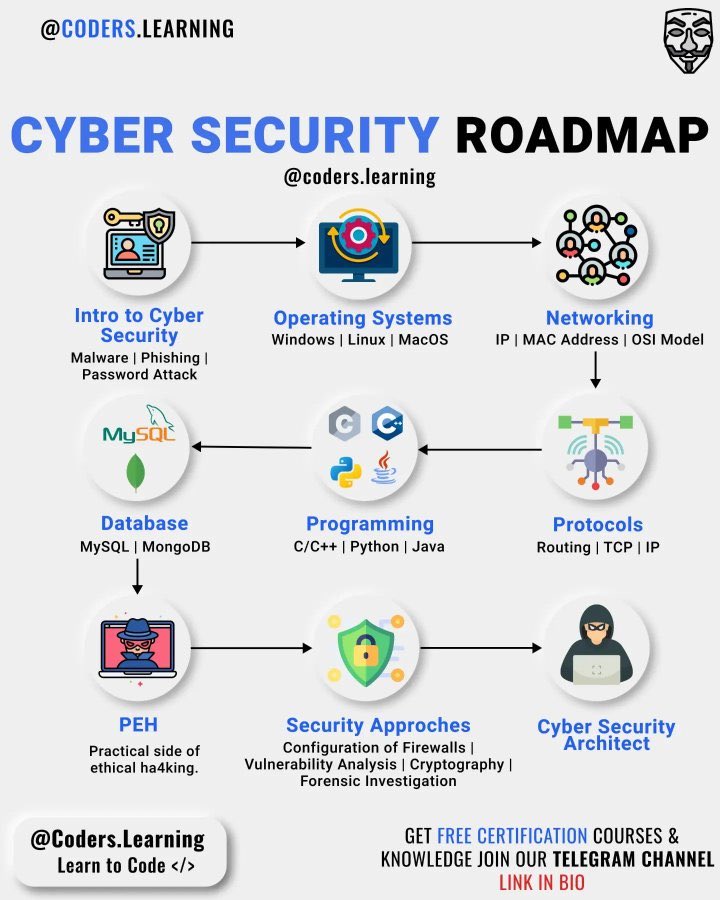 @CODERS.LEARNING
CYBER SECURITY ROADMAP
@coders.learning
Intro to Cyber
Security
Malware | Phishing |
Password Attack
Operating Systems
Windows | Linux | MacOS
Networking
IP | MAC Address | OSI Model
MySQL
Database
MySQL | MongoDB
C
C++
Programming
C/C++ | Python | Java
Protocols
Routing | TCP | IP
PEH
Practical side of
ethical ha4king.
Security Approches
Configuration of Firewalls |
Vulnerability Analysis | Cryptography |
Forensic Investigation
Cyber Security
Architect
@Coders.Learning
Learn to Code </>
GET FREE CERTIFICATION COURSES &
KNOWLEDGE JOIN OUR TELEGRAM CHANNEL
LINK IN BIO